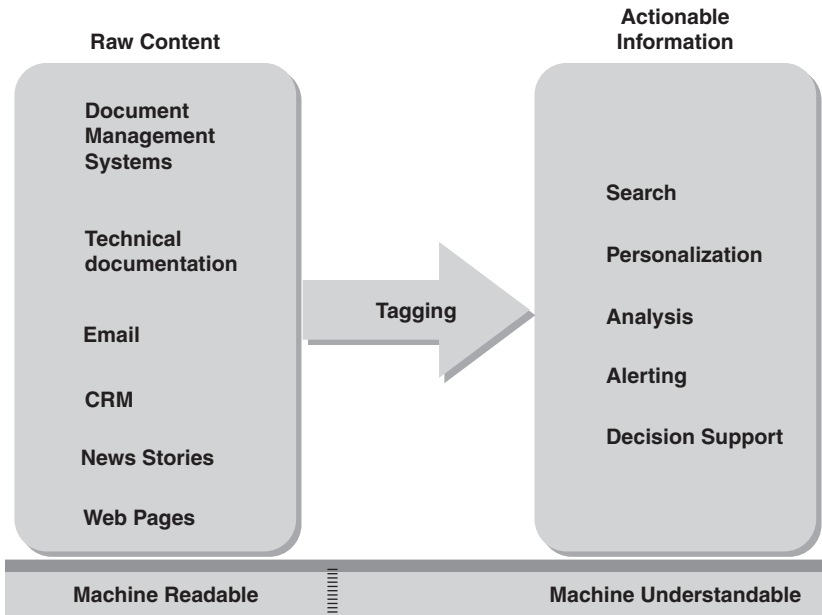 Raw Content
Document
Management
Systems
Technical
documentation
Email
CRM
News Stories
Web Pages
Tagging
Actionable
Information
Search
Personalization
Analysis
Alerting
Decision Support
Machine Readable
Machine Understandable